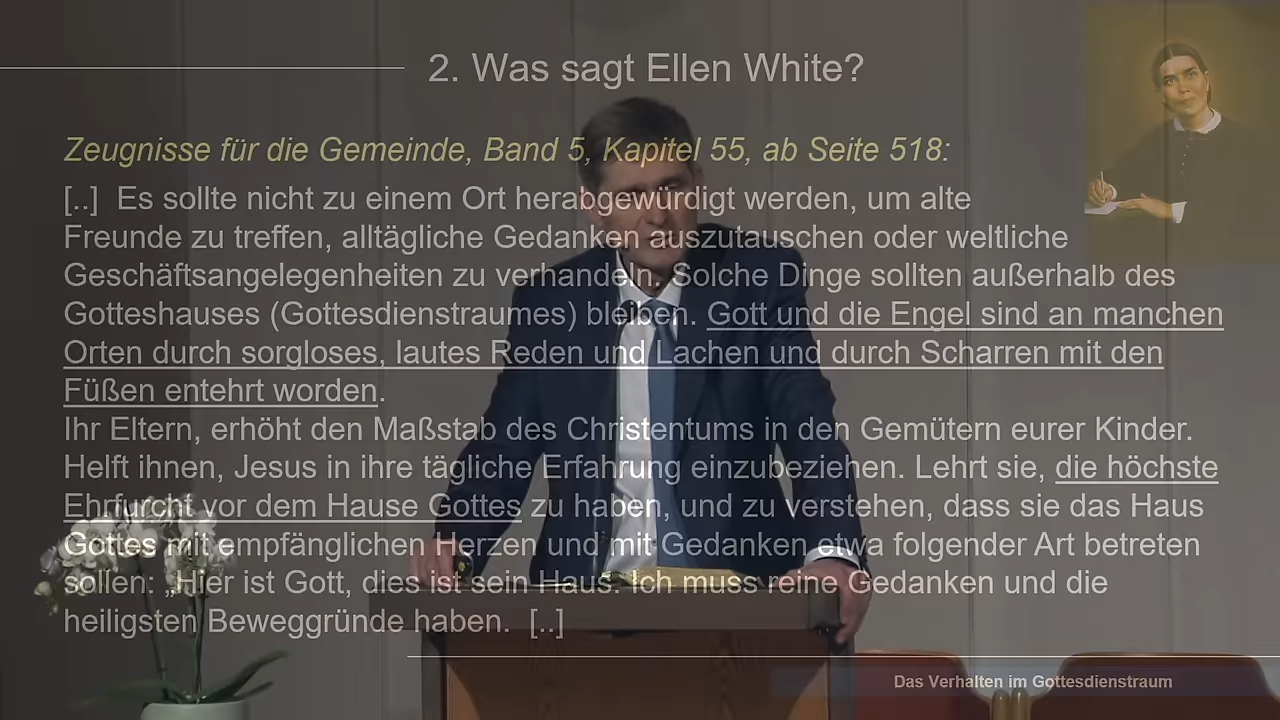 2. Was sagt Ellen White?
Zeugnisse für die Gemeinde, Band 5, Kapitel 55, ab Seite 518:
[..]  Es sollte nicht zu einem Ort herabgewürdigt werden, um alte
Freunde zu treffen, alltägliche Gedanken auszutauschen oder weltliche
Geschäftsangelegenheiten zu verhandeln. Solche Dinge sollten außerhalb des
Gotteshauses (Gottesdienstraumes) bleiben. Gott und die Engel sind an manchen
Orten durch sorgloses, lautes Reden und Lachen und durch Scharren mit den
Füßen entehrt worden.
Ihr Eltern, erhöht den Maßstab des Christentums in den Gemütern eurer Kinder.
Helft ihnen, Jesus in ihre tägliche Erfahrung einzubeziehen. Lehrt sie, die höchste
Ehrfurcht vor dem Hause Gottes zu haben, und zu verstehen, dass sie das Haus
Gottes mit empfänglichen Herzen und mit Gedanken etwa folgender Art betreten
sollen: „Hier ist Gott, dies ist sein Haus. Ich muss reine Gedanken und die
heiligsten Beweggründe haben.  [..]
Das Verhalten im Gottesdienstraum